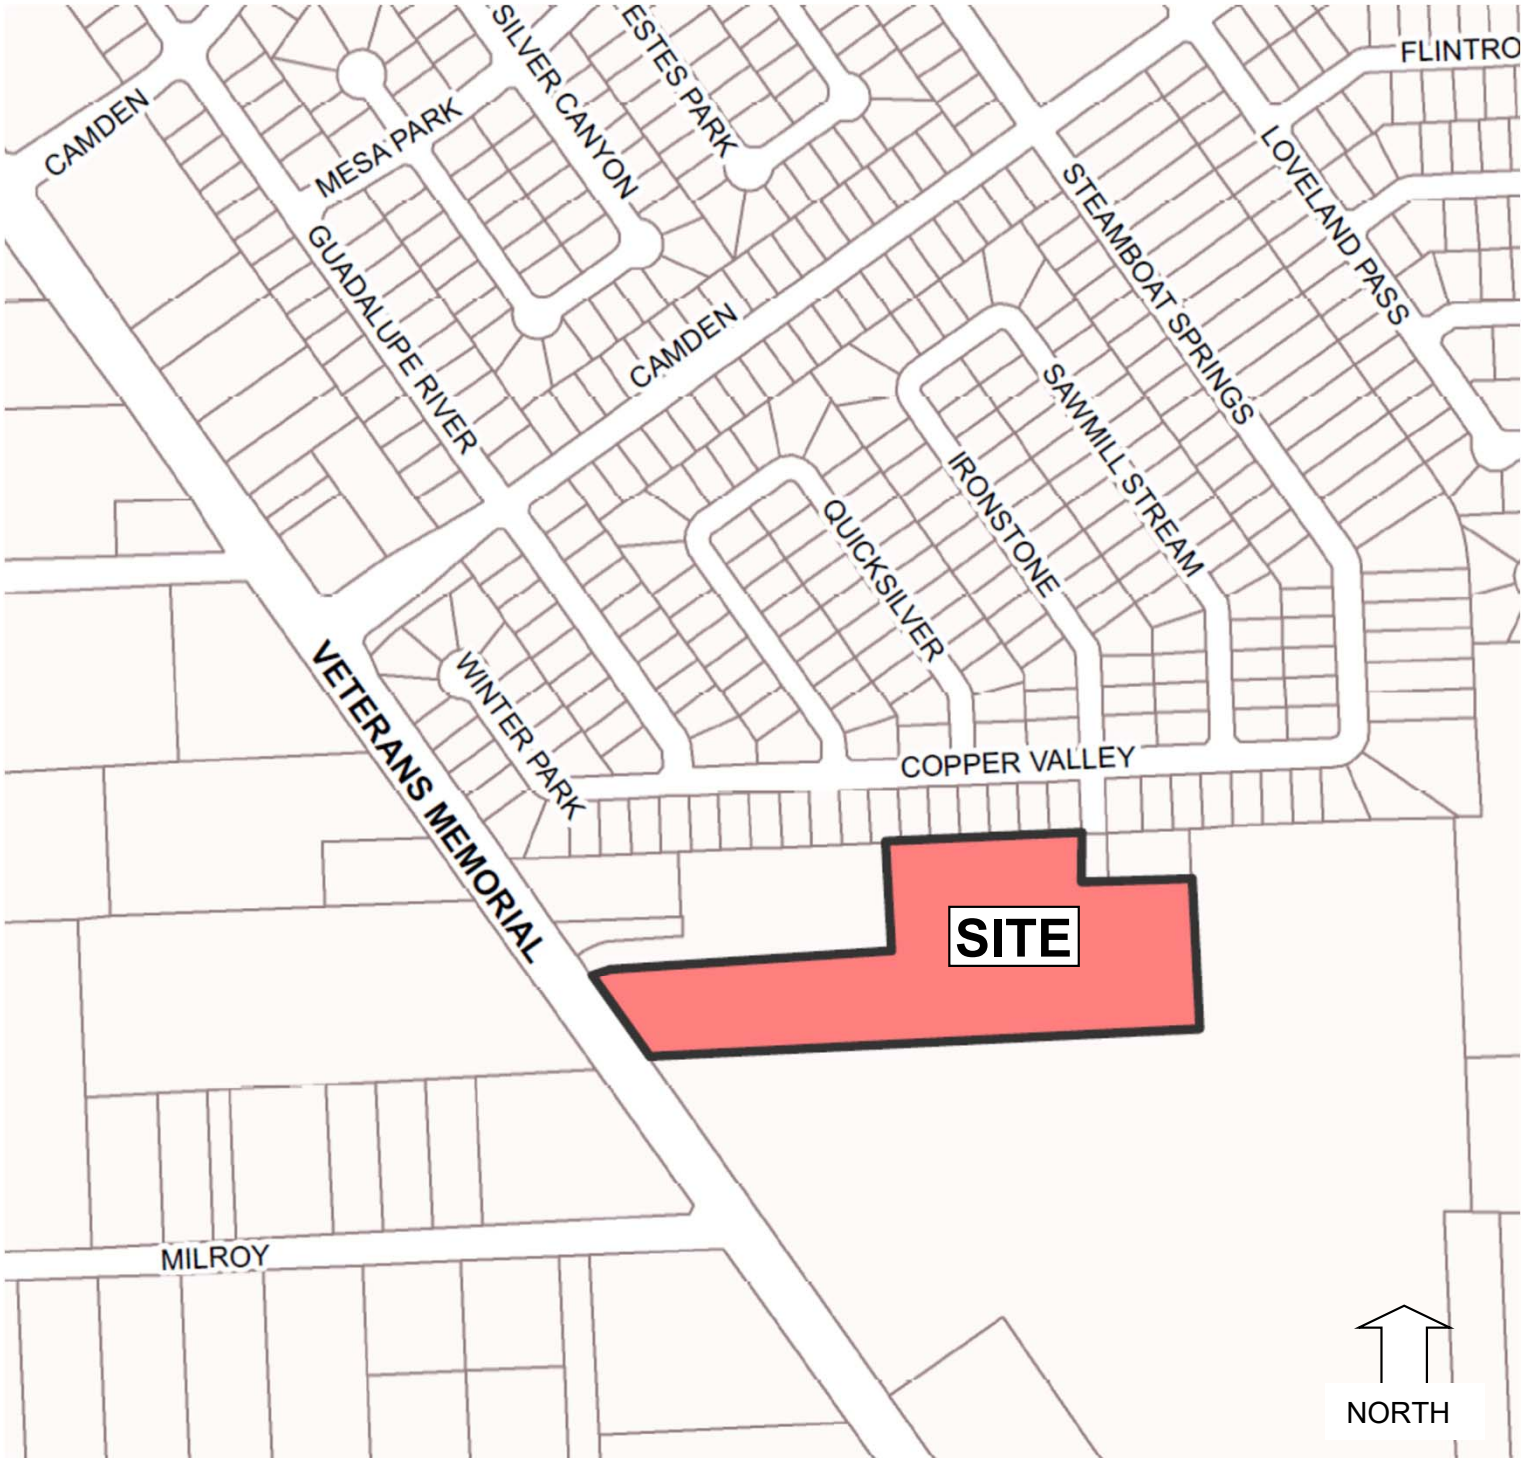 SILVER CANYON
ESTES PARK
FLINTRO
CAMDEN
MESA PARK
LOVELAND PASS
STEAMBOAT SPRINGS
GUADALUPE RIVER
CAMDEN
SAWMILL STREAM
IRONSTONE
QUICKSILVER
WINTER PARK
VETERANS MEMORIAL
COPPER VALLEY
SITE
MILROY
NORTH